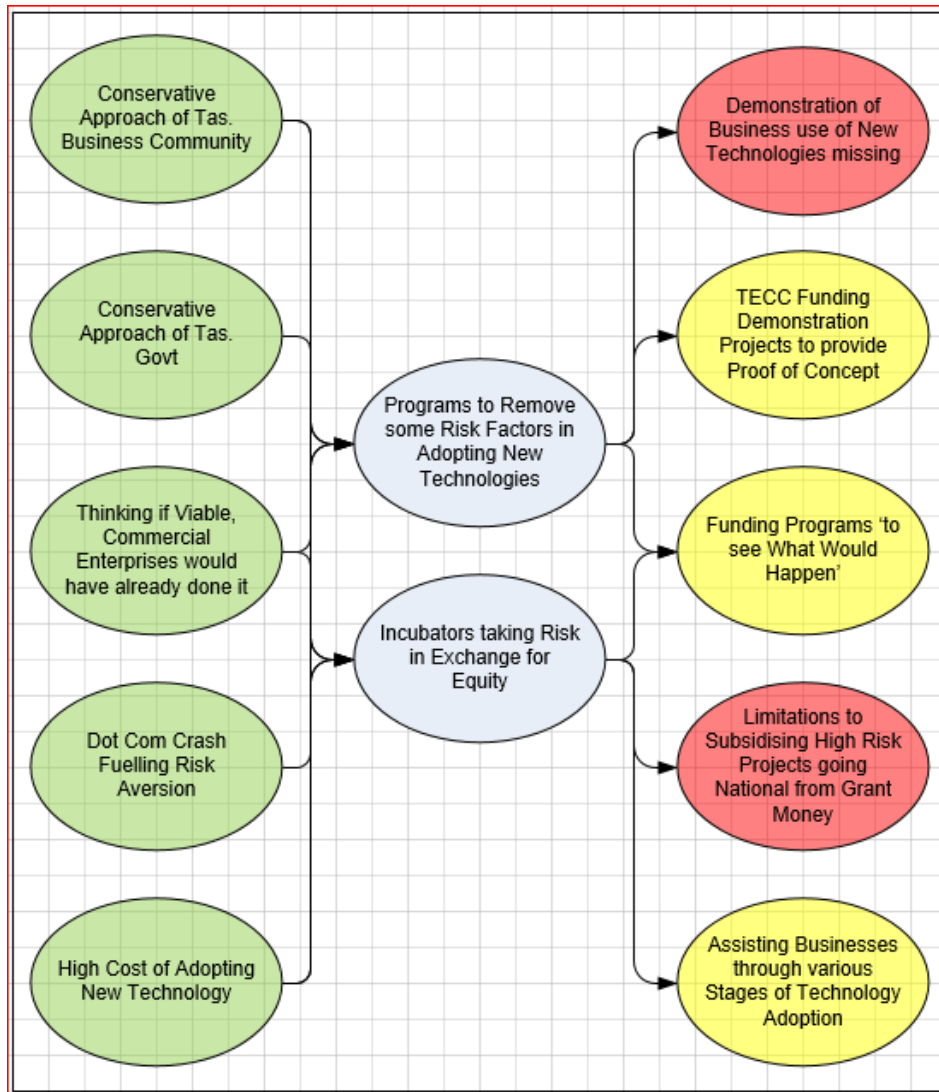 Conservative
Approach of Tas.
Business Community
Conservative
Approach of Tas.
Govt
Thinking if Viable,
Commercial
Enterprises would
have already done it
Dot Com Crash
Fuelling Risk
Aversion
High Cost of Adopting
New Technology
Programs to Remove
some Risk Factors in
Adopting New
Technologies
Incubators taking Risk
in Exchange for
Equity
Demonstration of
Business use of New
Technologies missing
TECC Funding
Demonstration
Projects to provide
Proof of Concept
Funding Programs ‘to
see What Would
Happen’
Limitations to
Subsidising High Risk
Projects going
National from Grant
Money
Assisting Businesses
through various
Stages of Technology
Adoption